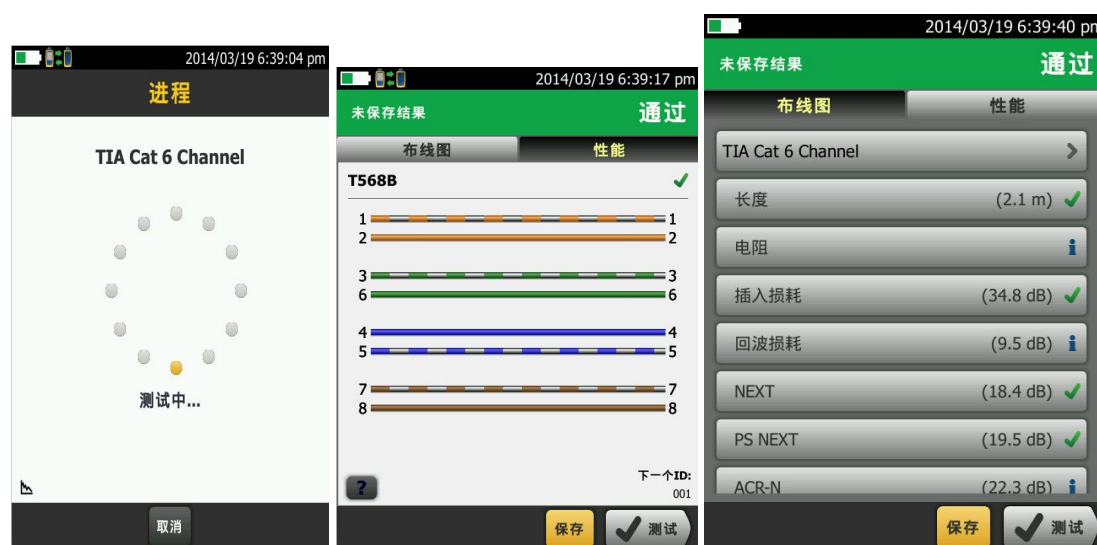 2014/03/19 6:39:04 pm
进程
TIA Cat 6 Channel
测试中...
取消
2014/03/19 6:39:17 pm
未保存结果 通过
布线图 性能
T568B
1 1
2 2
3 3
6 6
4 4
5 5
7 7
8 8
?
下一个ID:
001
保存 测试
2014/03/19 6:39:40 pm
未保存结果 通过
布线图 性能
TIA Cat 6 Channel
长度 (2.1 m)
电阻 i
插入损耗 (34.8 dB)
回波损耗 (9.5 dB) i
NEXT (18.4 dB)
PS NEXT (19.5 dB)
ACR-N (22.3 dB) i
保存 测试